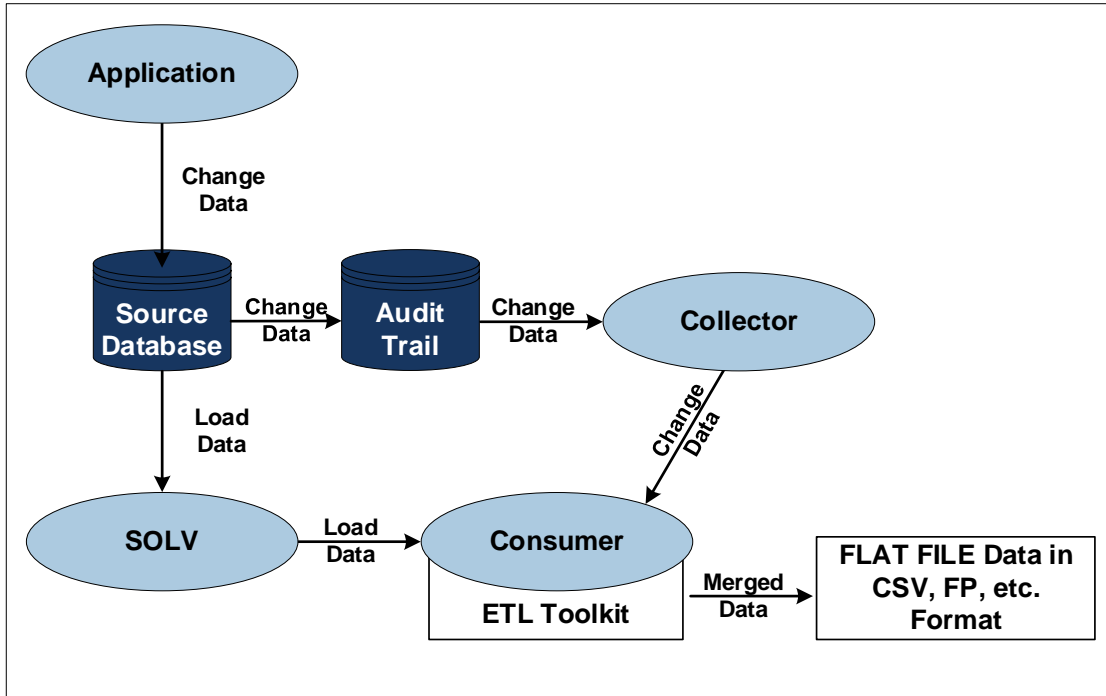 Application
Change
Data
Source
Database
Change
Data
Audit
Trail
Change
Data
Collector
Load
Data
Change
Data
SOLV
Load
Data
Consumer
ETL Toolkit
Merged
Data
FLAT FILE Data in
CSV, FP, etc.
Format